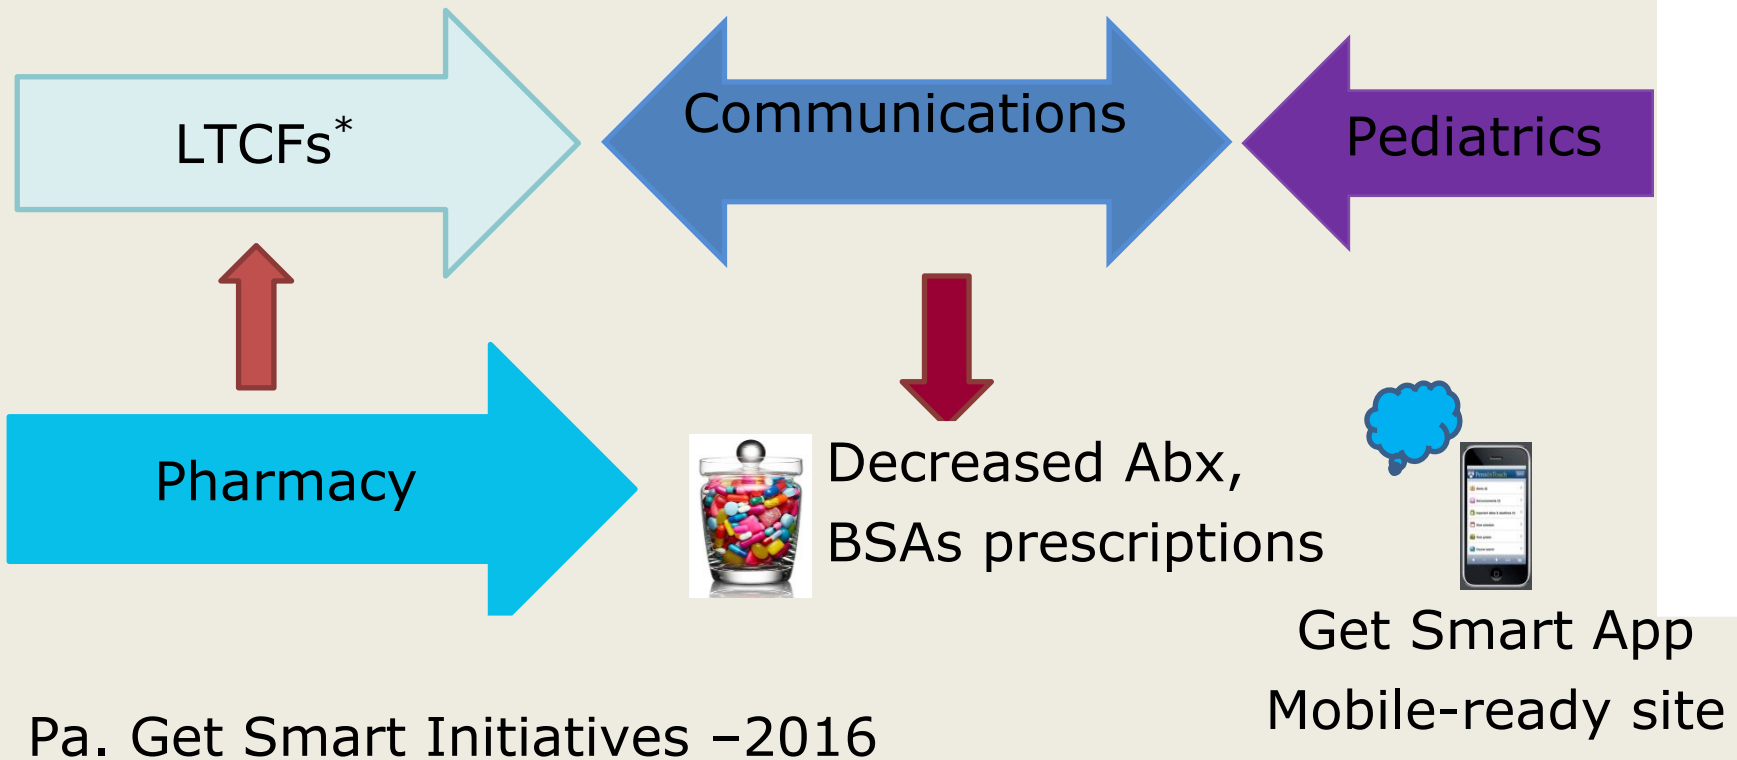 LTCFs*
Communications
Pediatrics
Pharmacy
Decreased Abx,
BSAs prescriptions
Get Smart App
Mobile-ready site
Pa. Get Smart Initiatives –2016